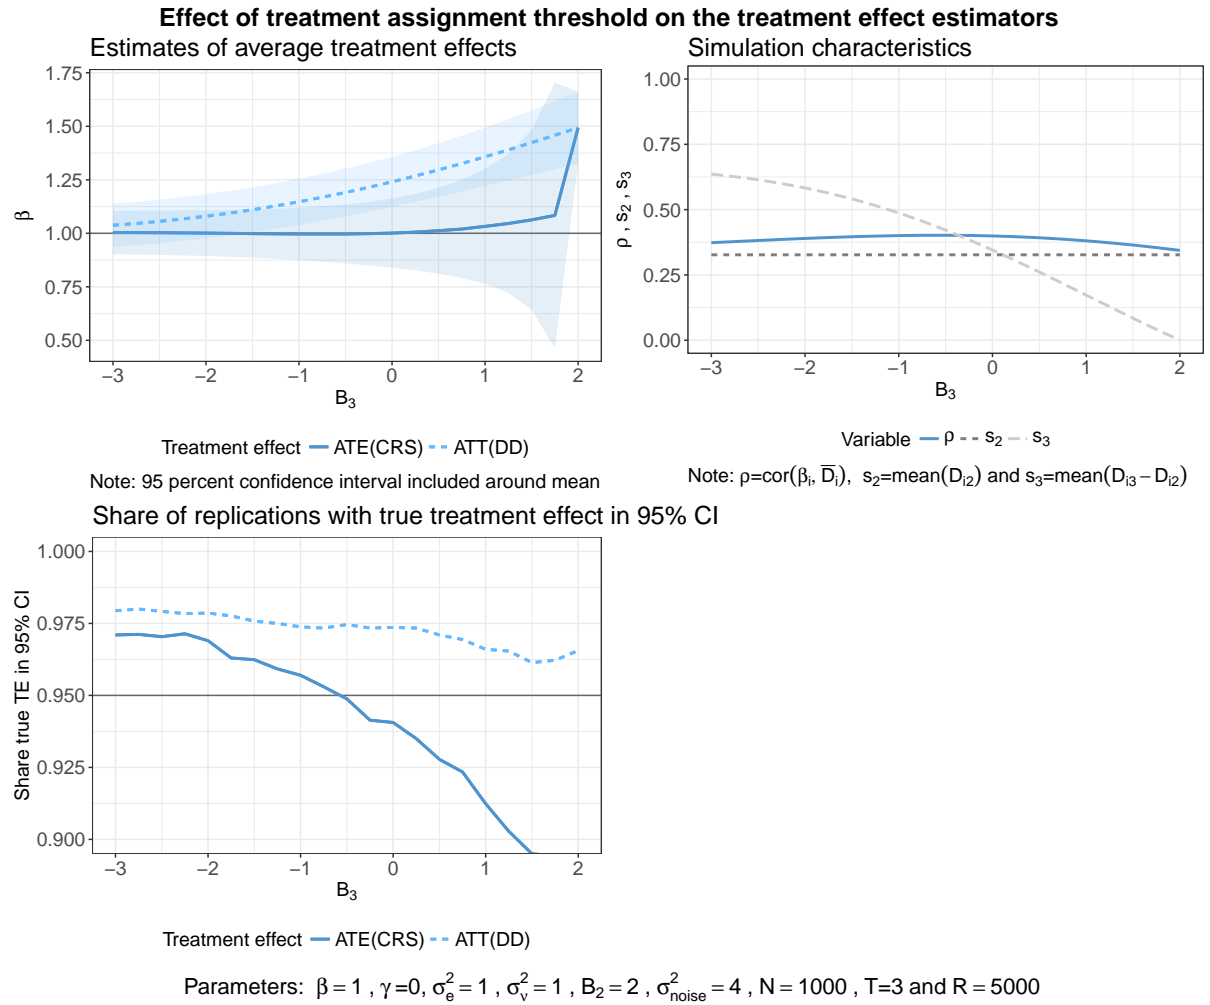 Effect of treatment assignment threshold on the treatment effect estimators
Estimates of average treatment effects
1.75
1.50
1.25
1.00
0.75
0.50
β
−3 −2 −1 0 1 2
B₃
Treatment effect ATE(CRS) ATT(DD)
Note: 95 percent confidence interval included around mean
Simulation characteristics
1.00
0.75
0.50
0.25
0.00
ρ , s₂ , s₃
−3 −2 −1 0 1 2
B₃
Variable ρ s₂ s₃
Note: ρ=cor(βᵢ, D̅ᵢ), s₂=mean(Dᵢ₂) and s₃=mean(Dᵢ₃ − Dᵢ₂)
Share of replications with true treatment effect in 95% CI
1.000
0.975
0.950
0.925
0.900
Share true TE in 95% CI
−3 −2 −1 0 1 2
B₃
Treatment effect ATE(CRS) ATT(DD)
Parameters: β = 1 , γ =0, σ²ₑ = 1 , σ²ᵥ = 1 , B₂ = 2 , σ²_noise = 4 , N = 1000 , T=3 and R = 5000